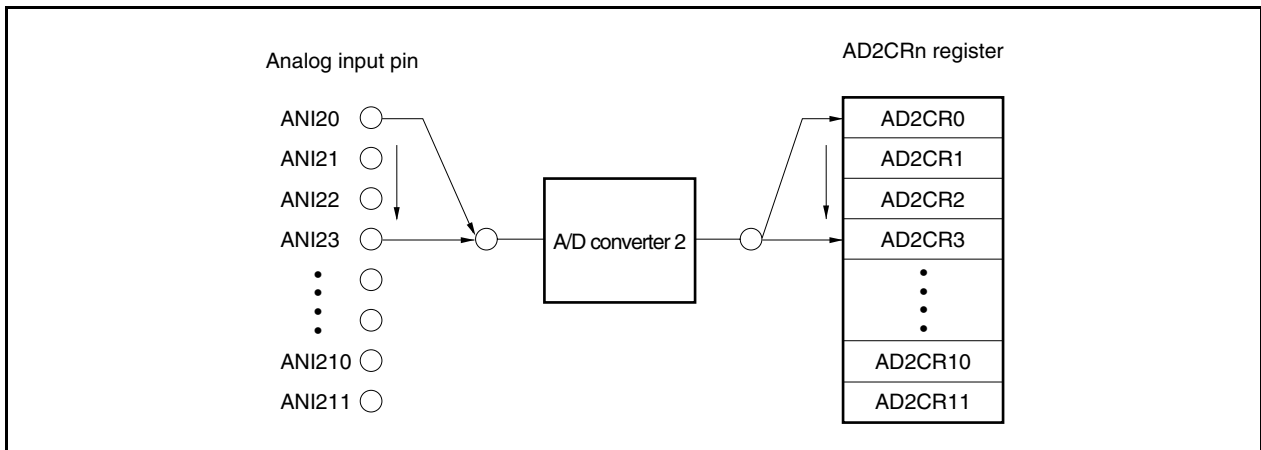 Analog input pin
ANI20
ANI21
ANI22
ANI23
ANI210
ANI211
A/D converter 2
AD2CRn register
AD2CR0
AD2CR1
AD2CR2
AD2CR3
AD2CR10
AD2CR11